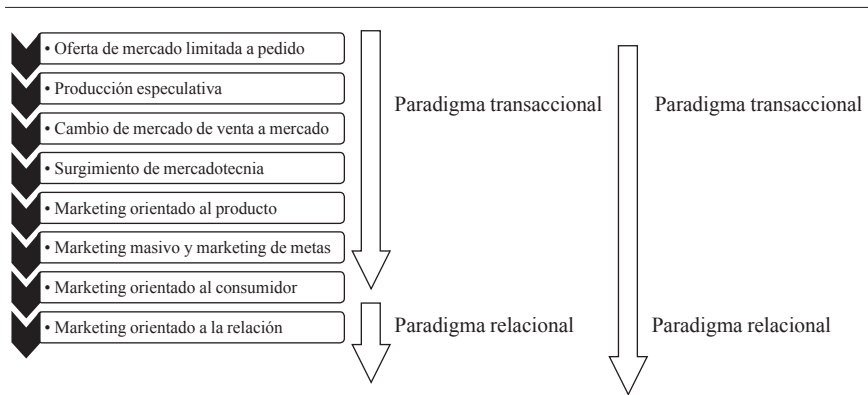 • Oferta de mercado limitada a pedido
• Producción especulativa
• Cambio de mercado de venta a mercado
• Surgimiento de mercadotecnia
• Marketing orientado al producto
• Marketing masivo y marketing de metas
• Marketing orientado al consumidor
• Marketing orientado a la relación
Paradigma transaccional
Paradigma relacional
Paradigma transaccional
Paradigma relacional